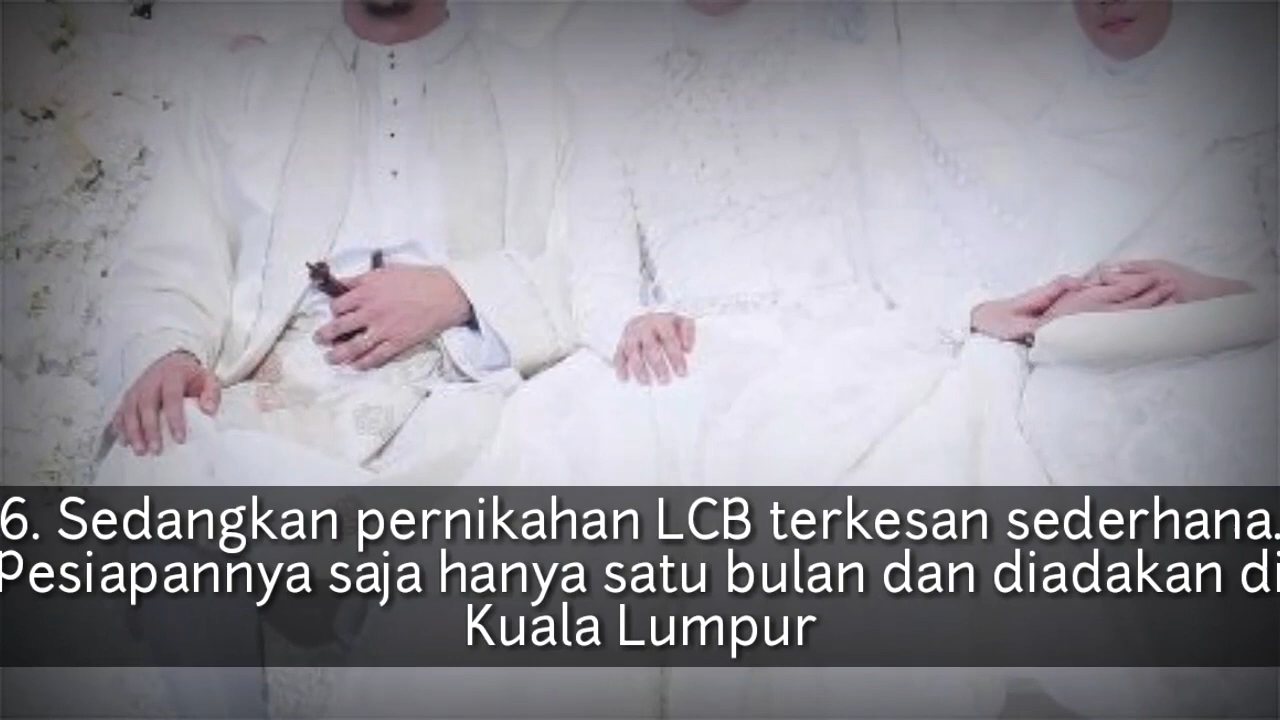 6. Sedangkan pernikahan LCB terkesan sederhana.
Pesiapannya saja hanya satu bulan dan diadakan di
Kuala Lumpur